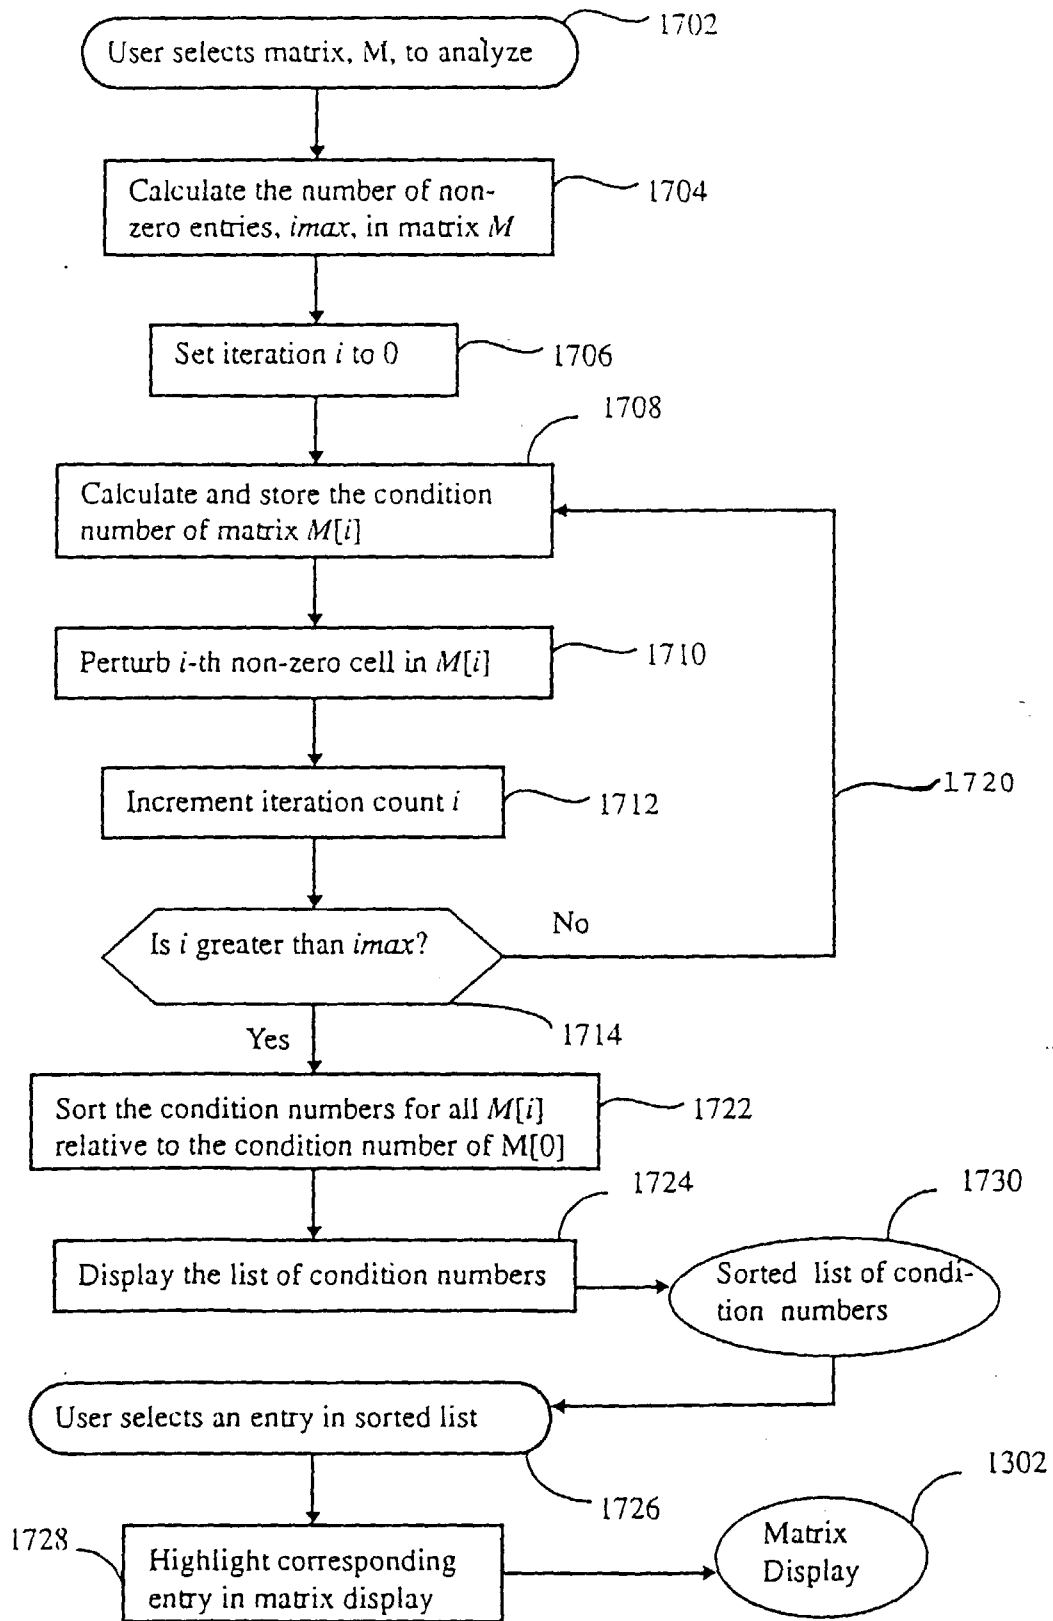 1702
User selects matrix, M, to analyze
Calculate the number of non-
zero entries, imax, in matrix M
1704
Set iteration i to 0
1706
1708
Calculate and store the condition
number of matrix M[i]
Perturb i-th non-zero cell in M[i]
1710
Increment iteration count i
1712
1720
Is i greater than imax?
No
Yes
1714
Sort the condition numbers for all M[i]
relative to the condition number of M[0]
1722
1724
1730
Display the list of condition numbers
Sorted list of condi-
tion numbers
User selects an entry in sorted list
1726
1302
1728
Highlight corresponding
entry in matrix display
Matrix
Display